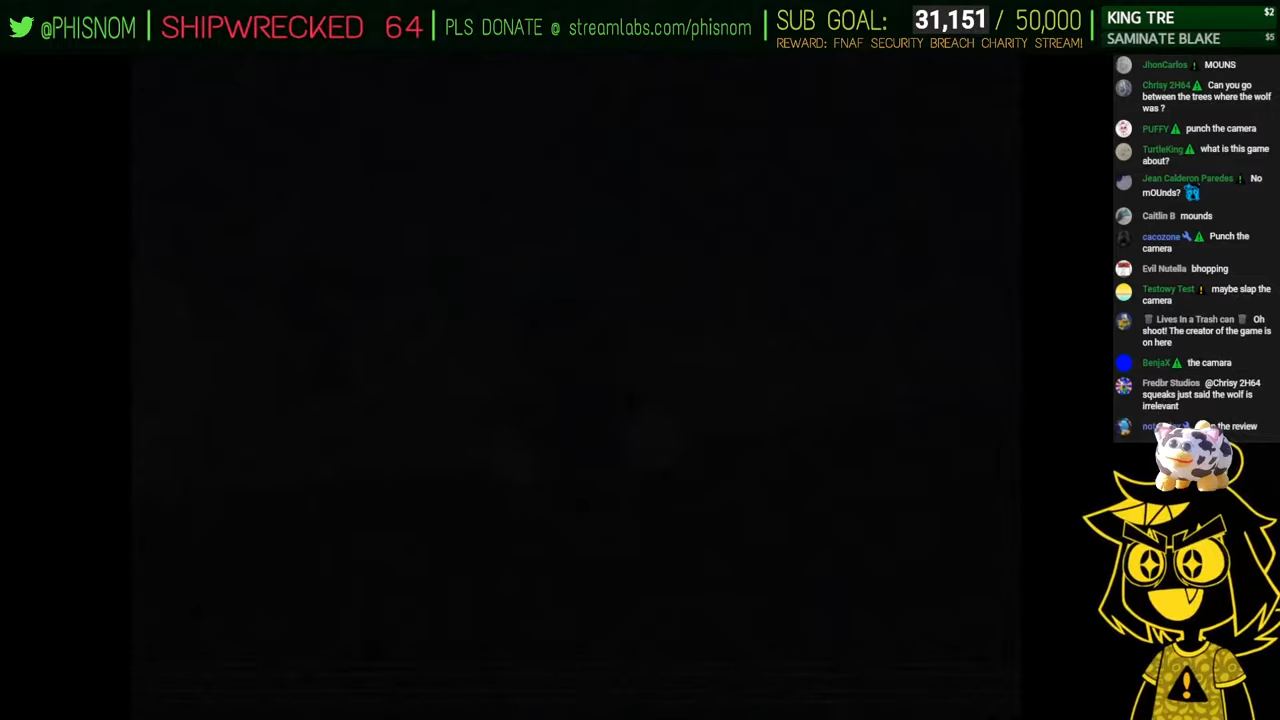 @PHISNOM | SHIPWRECKED 64 | PLS DONATE @ streamlabs.com/phisnom | SUB GOAL: 31,151 / 50,000 |
REWARD: FNAF SECURITY BREACH CHARITY STREAM!
KING TRE $2
SAMINATE BLAKE $5
JhonCarlos MOUNS
Chrisy 2H64 Can you go
between the trees where the wolf
was ?
PUFFY punch the camera
TurtleKing what is this game
about?
Jean Calderon Paredes No
mOUnds?
Caitlin B mounds
cacozone Punch the
camera
Evil Nutella bhopping
Testowy Test maybe slap the
camera
Lives In a Trash can Oh
shoot! The creator of the game is
on here
BenjaX the camara
Fredbr Studios @Chrisy 2H64
squeaks just said the wolf is
irrelevant
the review